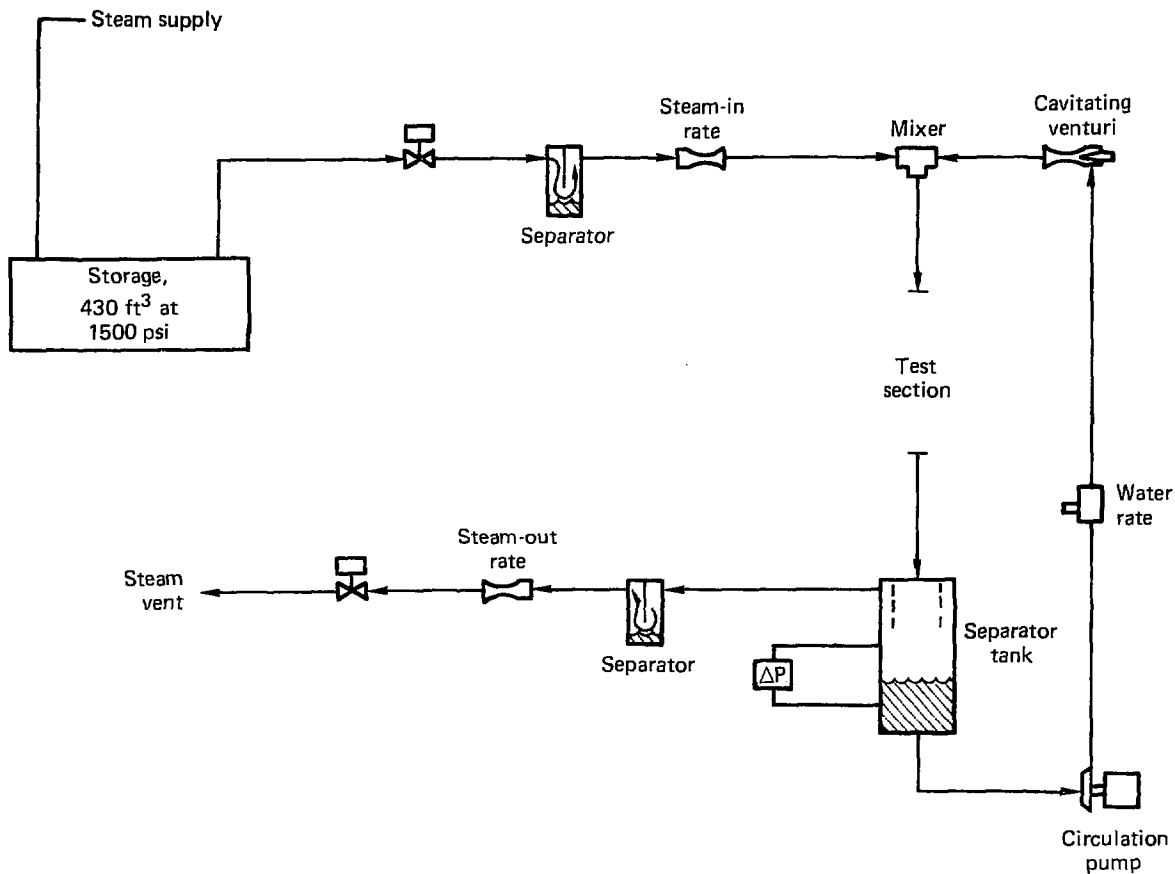 Steam supply
Storage,
430 ft³ at
1500 psi
Separator
Steam-in
rate
Mixer
Cavitating
venturi
Test
section
Water
rate
Steam
vent
Steam-out
rate
Separator
ΔP
Separator
tank
Circulation
pump